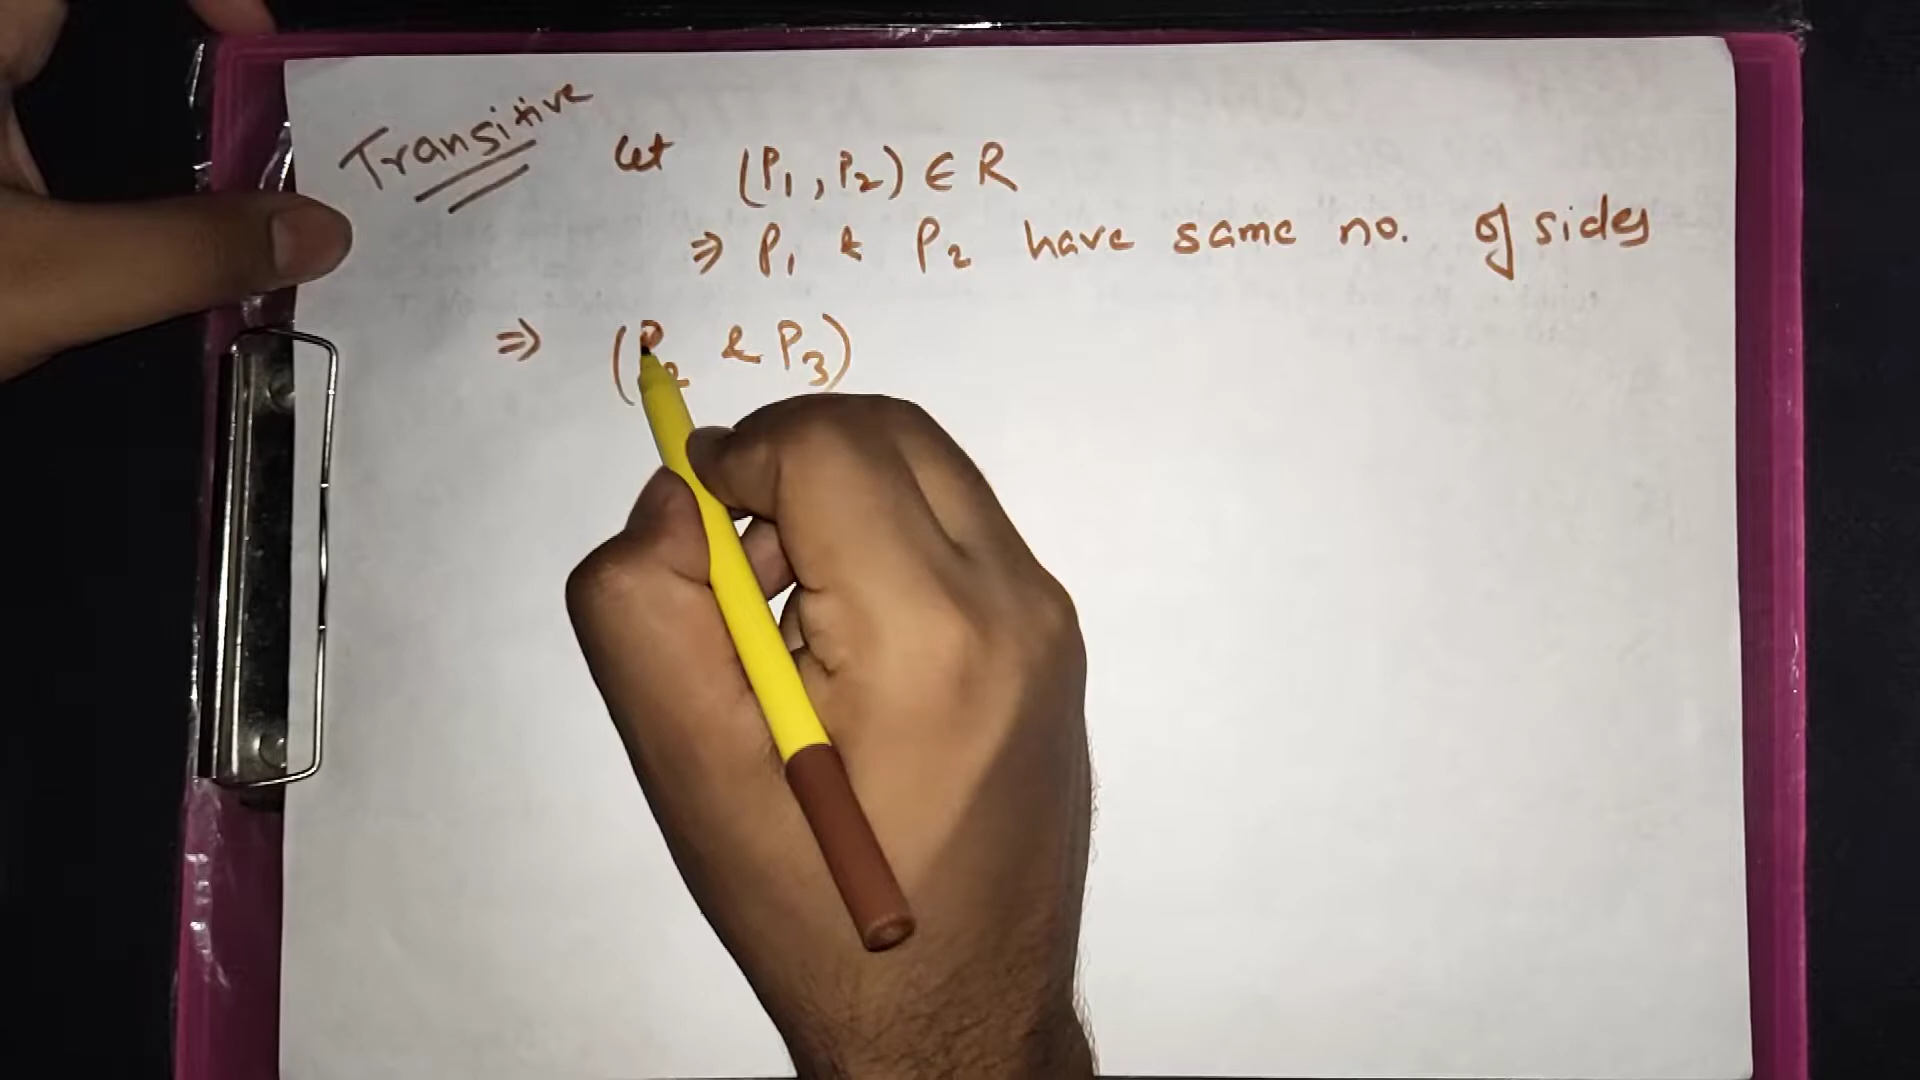 Transitive Let (P₁, P₂) ∈ R
⇒ P₁ & P₂ have same no. of sides
⇒ (P₂ & P₃)